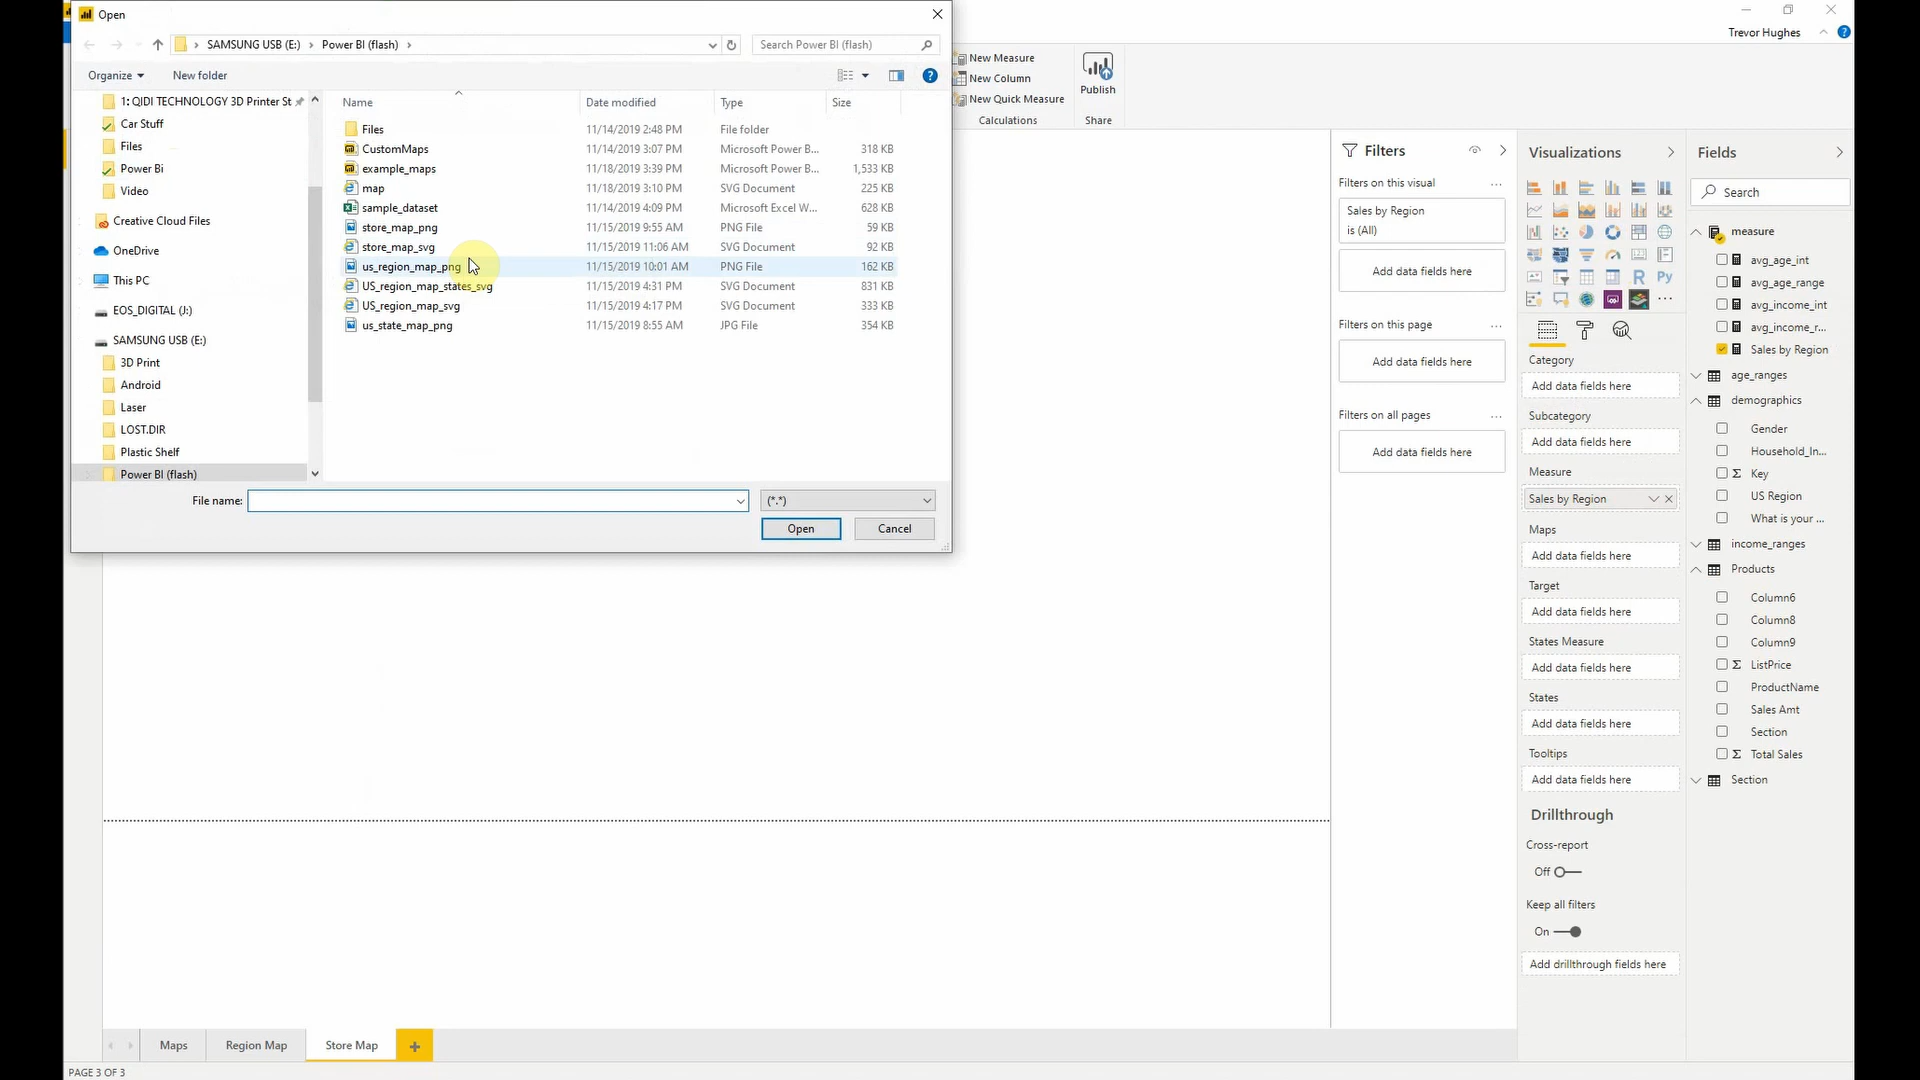 Open
SAMSUNG USB (E:) › Power BI (flash) ›
Search Power BI (flash)
Organize
New folder
1: QIDI TECHNOLOGY 3D Printer St
Car Stuff
Files
Power Bi
Video
Creative Cloud Files
OneDrive
This PC
EOS_DIGITAL (J:)
SAMSUNG USB (E:)
3D Print
Android
Laser
LOST.DIR
Plastic Shelf
Power BI (flash)
Name Date modified Type Size
Files 11/14/2019 2:48 PM File folder
CustomMaps 11/14/2019 3:07 PM Microsoft Power B... 318 KB
example_maps 11/18/2019 3:39 PM Microsoft Power B... 1,533 KB
map 11/18/2019 3:10 PM SVG Document 225 KB
sample_dataset 11/14/2019 4:09 PM Microsoft Excel W... 628 KB
store_map_png 11/15/2019 9:55 AM PNG File 59 KB
store_map_svg 11/15/2019 11:06 AM SVG Document 92 KB
us_region_map_png 11/15/2019 10:01 AM PNG File 162 KB
US_region_map_states_svg 11/15/2019 4:31 PM SVG Document 831 KB
US_region_map_svg 11/15/2019 4:17 PM SVG Document 333 KB
us_state_map_png 11/15/2019 8:55 AM JPG File 354 KB
File name:
(*.*)
Open Cancel
Trevor Hughes
New Measure
New Column
New Quick Measure
Calculations
Publish
Share
Filters
Filters on this visual ...
Sales by Region
is (All)
Add data fields here
Filters on this page ...
Add data fields here
Filters on all pages ...
Add data fields here
Visualizations
R Py
...
Category
Add data fields here
Subcategory
Add data fields here
Measure
Sales by Region
Maps
Add data fields here
Target
Add data fields here
States Measure
Add data fields here
States
Add data fields here
Tooltips
Add data fields here
Drillthrough
Cross-report
Off
Keep all filters
On
Add drillthrough fields here
Fields
Search
measure
avg_age_int
avg_age_range
avg_income_int
avg_income_r...
Sales by Region
age_ranges
demographics
Gender
Household_In...
Σ Key
US Region
What is your ...
income_ranges
Products
Column6
Column8
Column9
Σ ListPrice
ProductName
Sales Amt
Section
Σ Total Sales
Section
Maps Region Map Store Map +
PAGE 3 OF 3